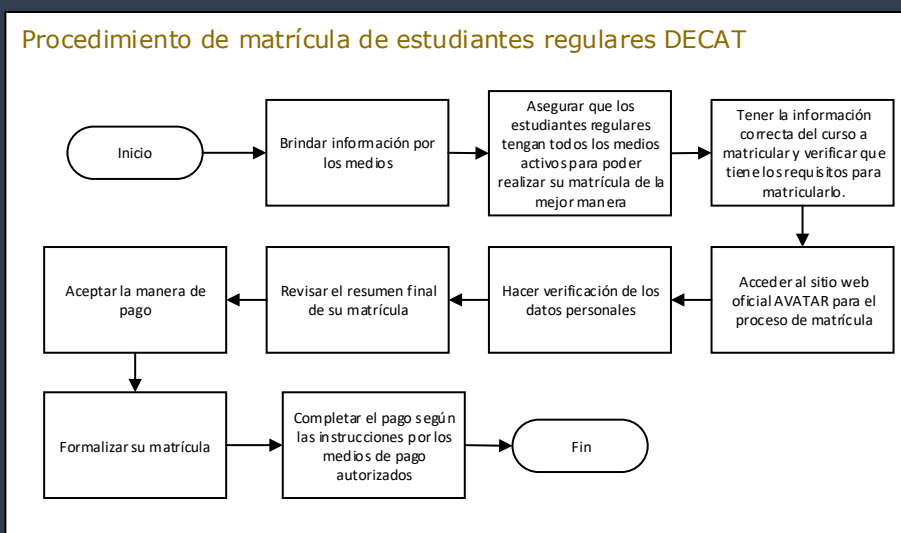 Procedimiento de matrícula de estudiantes regulares DECAT
Inicio
Brindar información por
los medios
Asegurar que los
estudiantes regulares
tengan todos los medios
activos para poder
realizar su matrícula de la
mejor manera
Tener la información
correcta del curso a
matricular y verificar que
tiene los requisitos para
matricularlo.
Acceder al sitio web
oficial AVATAR para el
proceso de matrícula
Hacer verificación de los
datos personales
Revisar el resumen final
de su matrícula
Aceptar la manera de
pago
Formalizar su matrícula
Completar el pago según
las instrucciones por los
medios de pago
autorizados
Fin